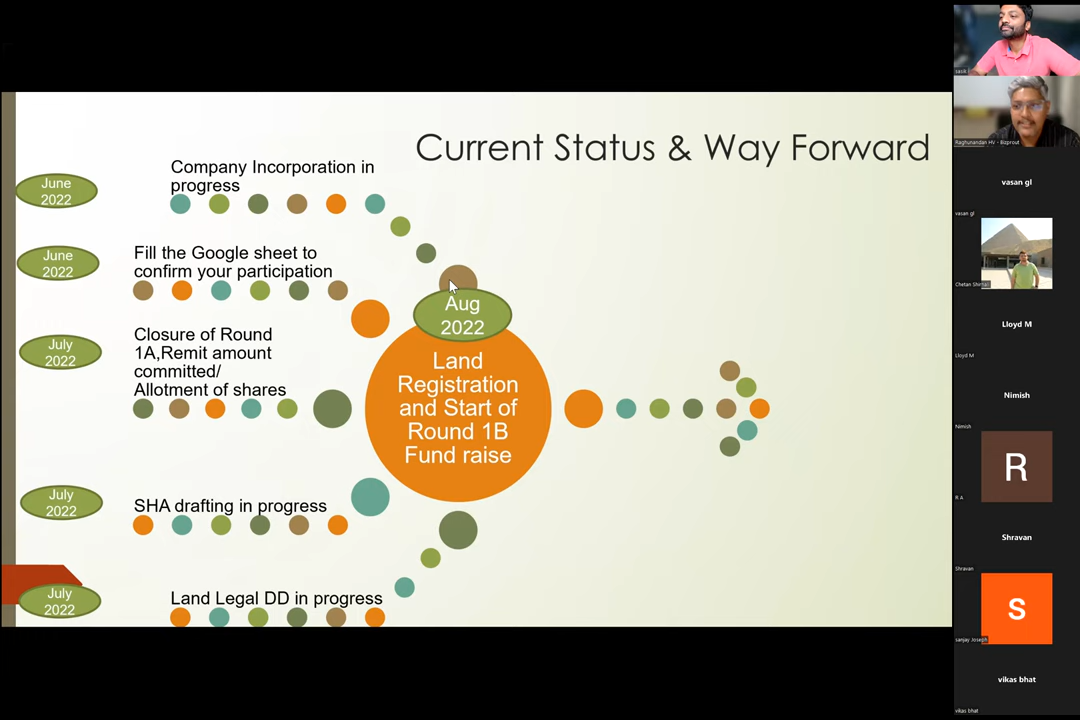 Current Status & Way Forward
June
2022
Company Incorporation in
progress
June
2022
Fill the Google sheet to
confirm your participation
July
2022
Closure of Round
1A,Remit amount
committed/
Allotment of shares
July
2022
SHA drafting in progress
July
2022
Land Legal DD in progress
Aug
2022
Land
Registration
and Start of
Round 1B
Fund raise
Raghunandan HV - Bizprout
vasan gl
vasan gl
Lloyd M
Lloyd M
Nimish
Nimish
R
R A
Shravan
Shravan
S
sanjay Joseph
vikas bhat
vikas bhat